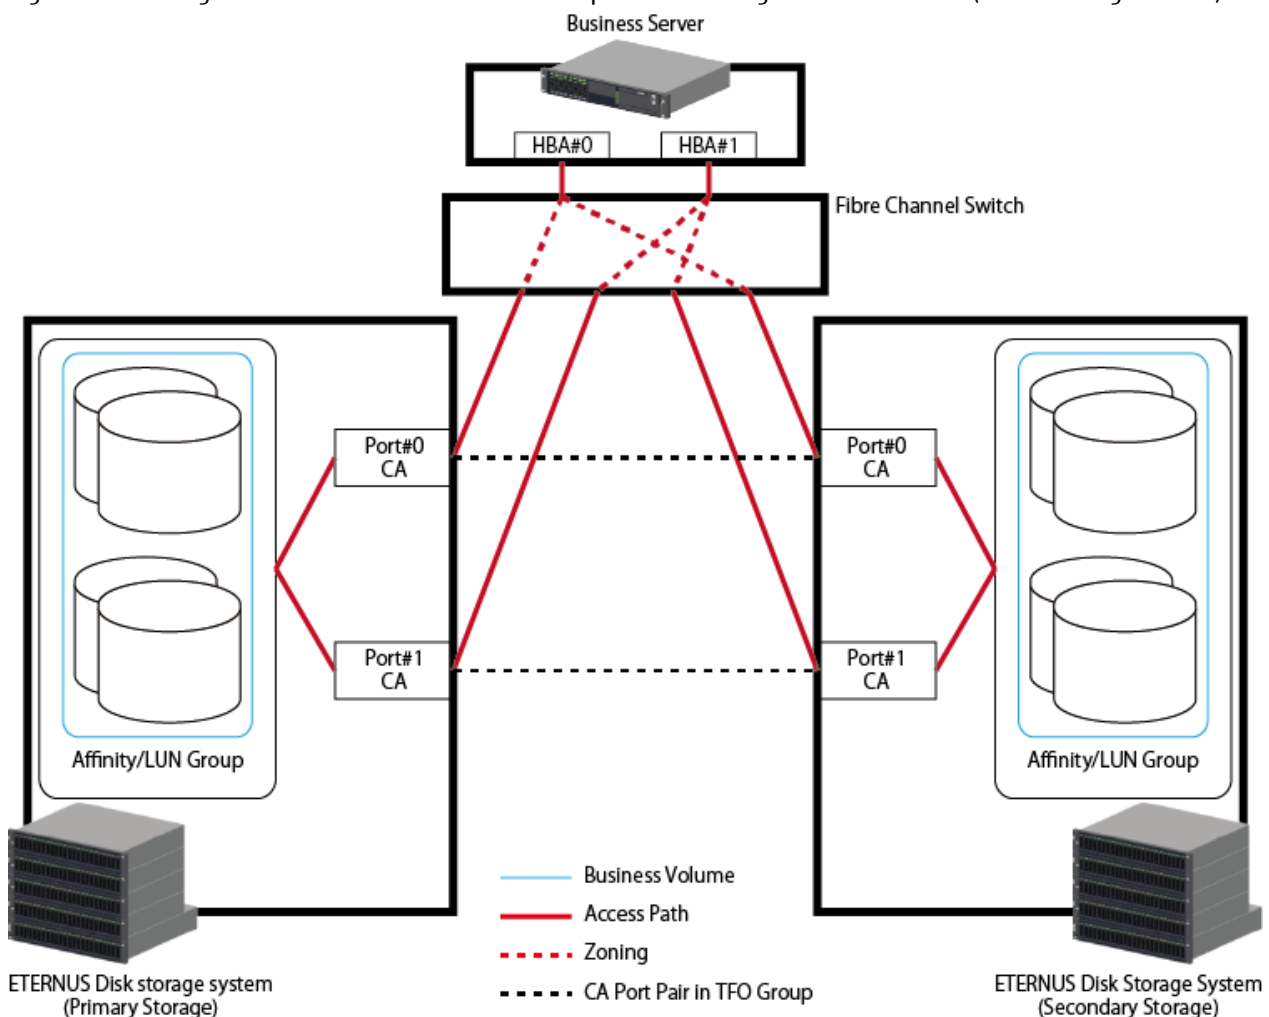 Business Server
HBA#0
HBA#1
Fibre Channel Switch
Port#0
CA
Port#0
CA
Port#1
CA
Port#1
CA
Affinity/LUN Group
Affinity/LUN Group
Business Volume
Access Path
Zoning
CA Port Pair in TFO Group
ETERNUS Disk storage system
(Primary Storage)
ETERNUS Disk Storage System
(Secondary Storage)